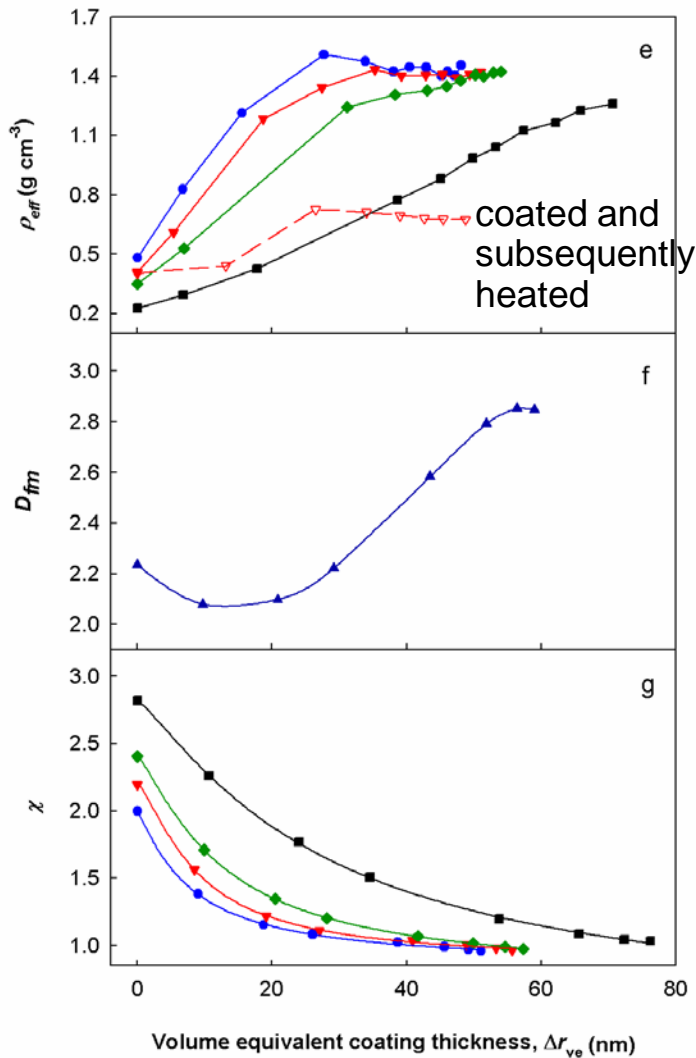 1.7
1.4
1.1
0.8
0.5
0.2
ρeff (g cm-3)
e
coated and
subsequently
heated
3.0
2.8
2.6
2.4
2.2
2.0
Dfm
f
3.0
2.5
2.0
1.5
1.0
χ
g
0 20 40 60 80
Volume equivalent coating thickness, Δrve (nm)